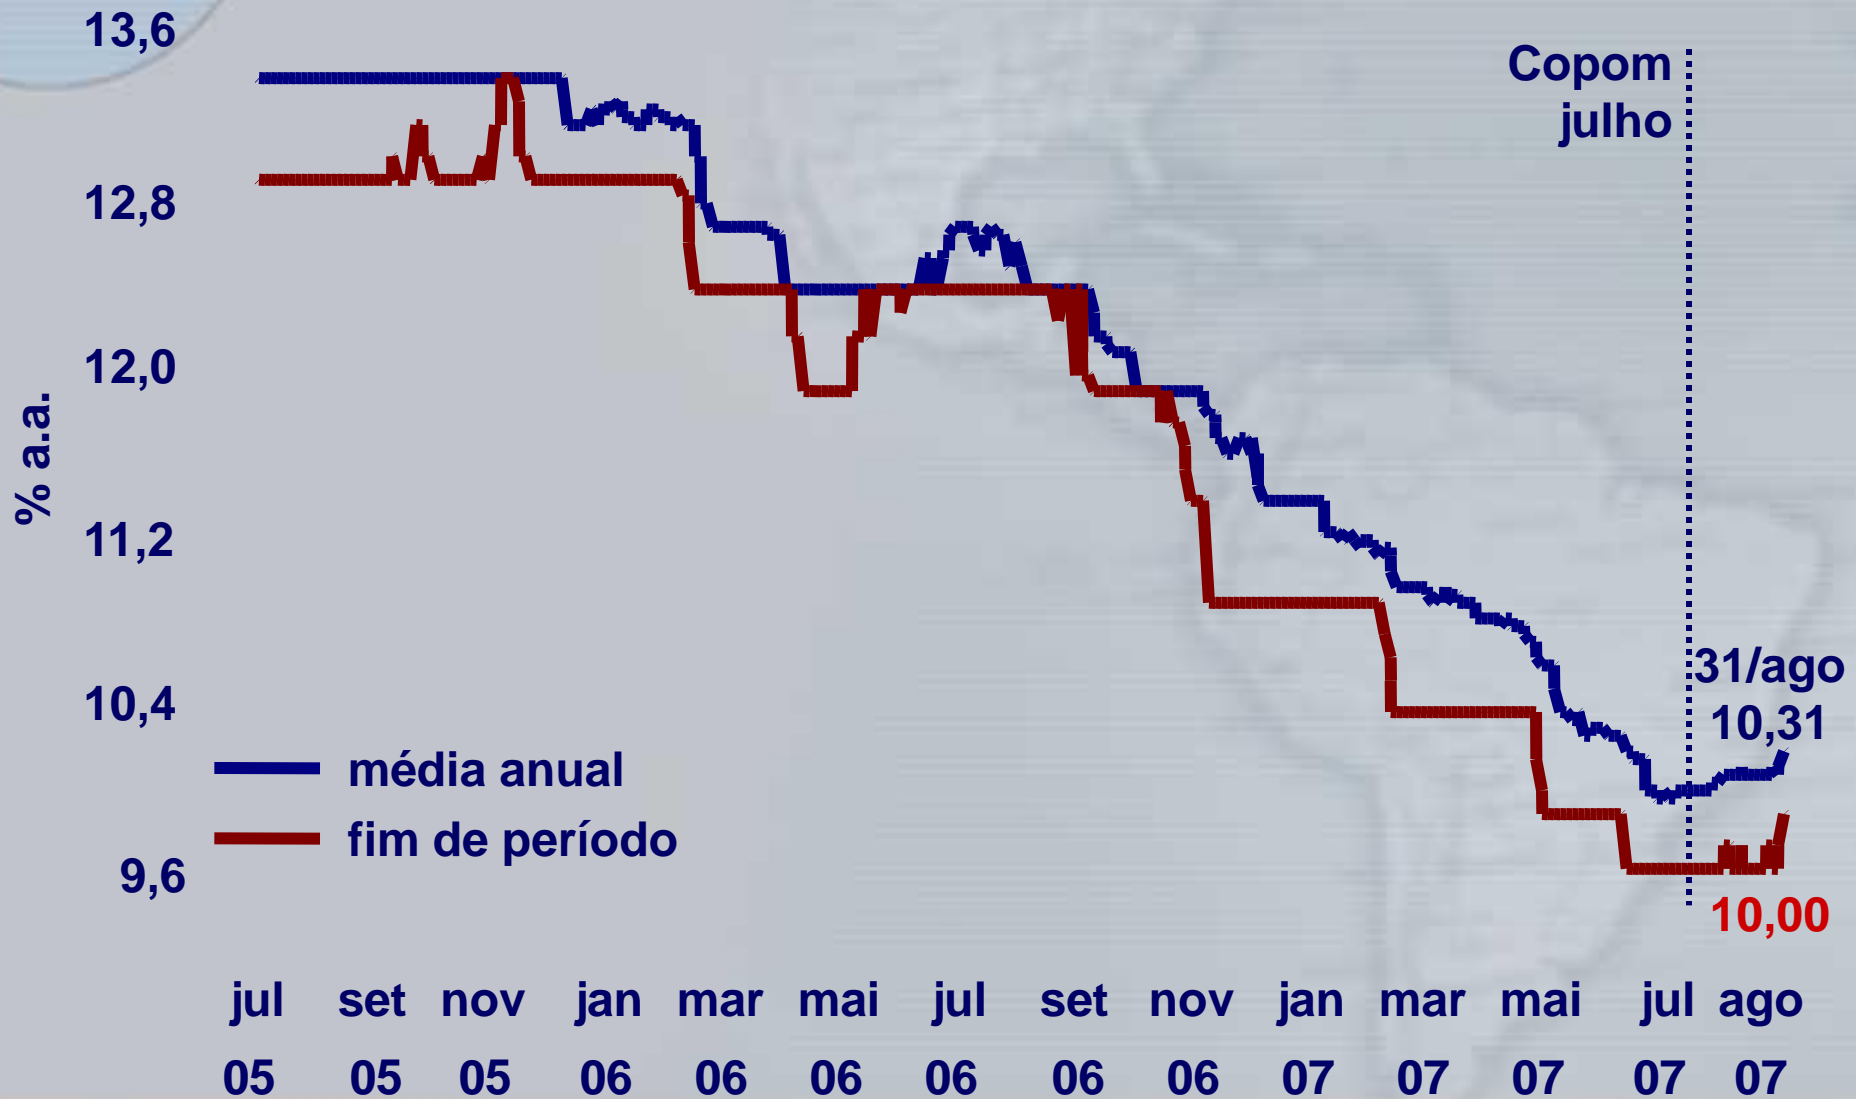 13,6
12,8
12,0
11,2
10,4
9,6
% a.a.
Copom
julho
31/ago
10,31
10,00
média anual
fim de período
jul set nov jan mar mai jul set nov jan mar mai jul ago
05 05 05 06 06 06 06 06 06 07 07 07 07 07